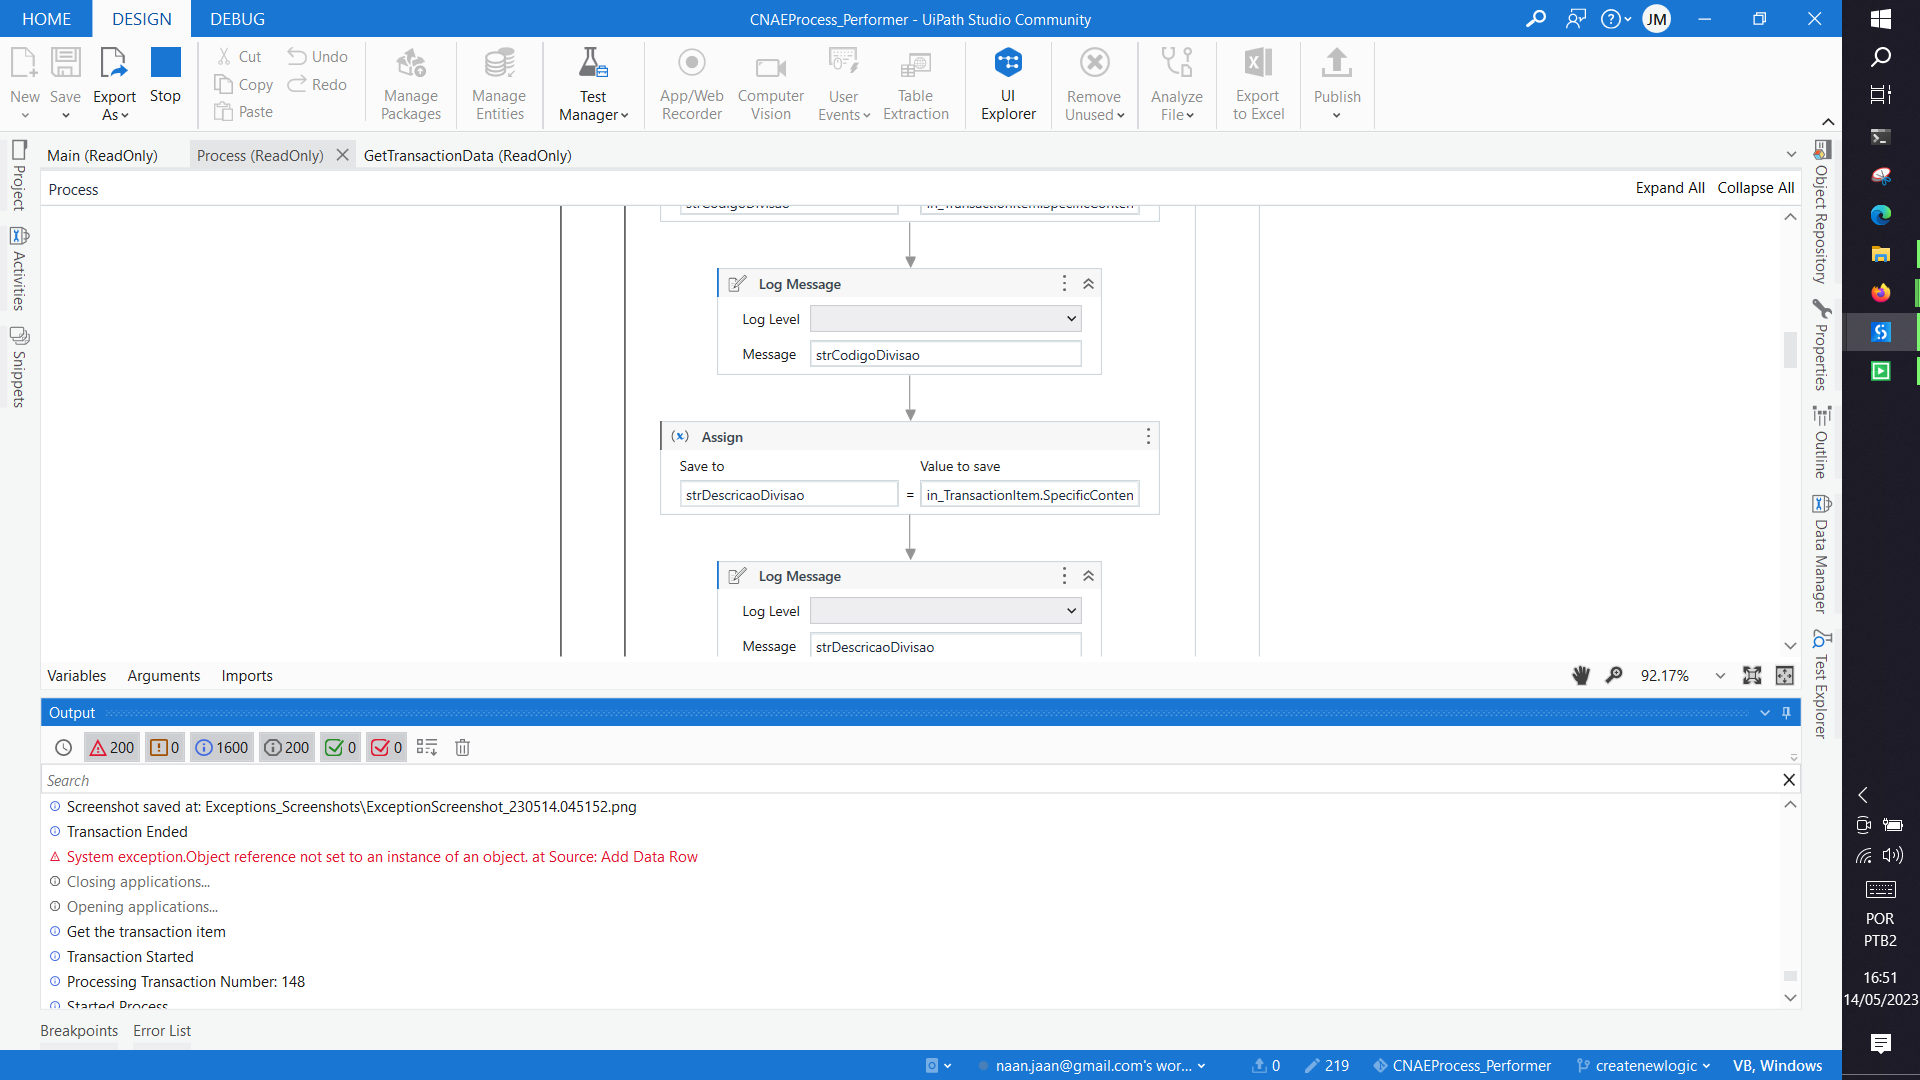 HOME DESIGN DEBUG
CNAEProcess_Performer - UiPath Studio Community
JM
New
Save
Export As
Stop
Cut
Copy
Paste
Undo
Redo
Manage Packages
Manage Entities
Test Manager
App/Web Recorder
Computer Vision
User Events
Table Extraction
UI Explorer
Remove Unused
Analyze File
Export to Excel
Publish
Main (ReadOnly) Process (ReadOnly) GetTransactionData (ReadOnly)
Process
Expand All Collapse All
Project
Activities
Snippets
strCodigoDivisao in_TransactionItem.SpecificConten
Log Message
Log Level
Message strCodigoDivisao
Assign
Save to Value to save
strDescricaoDivisao = in_TransactionItem.SpecificConten
Log Message
Log Level
Message strDescricaoDivisao
Object Repository
Properties
Outline
Data Manager
Test Explorer
Variables Arguments Imports
92.17%
Output
200 0 1600 200 0 0
Search
Screenshot saved at: Exceptions_Screenshots\ExceptionScreenshot_230514.045152.png
Transaction Ended
System exception.Object reference not set to an instance of an object. at Source: Add Data Row
Closing applications...
Opening applications...
Get the transaction item
Transaction Started
Processing Transaction Number: 148
Started Process
Breakpoints Error List
naan.jaan@gmail.com's wor... 0 219 CNAEProcess_Performer createnewlogic VB, Windows
POR
PTB2
16:51
14/05/2023